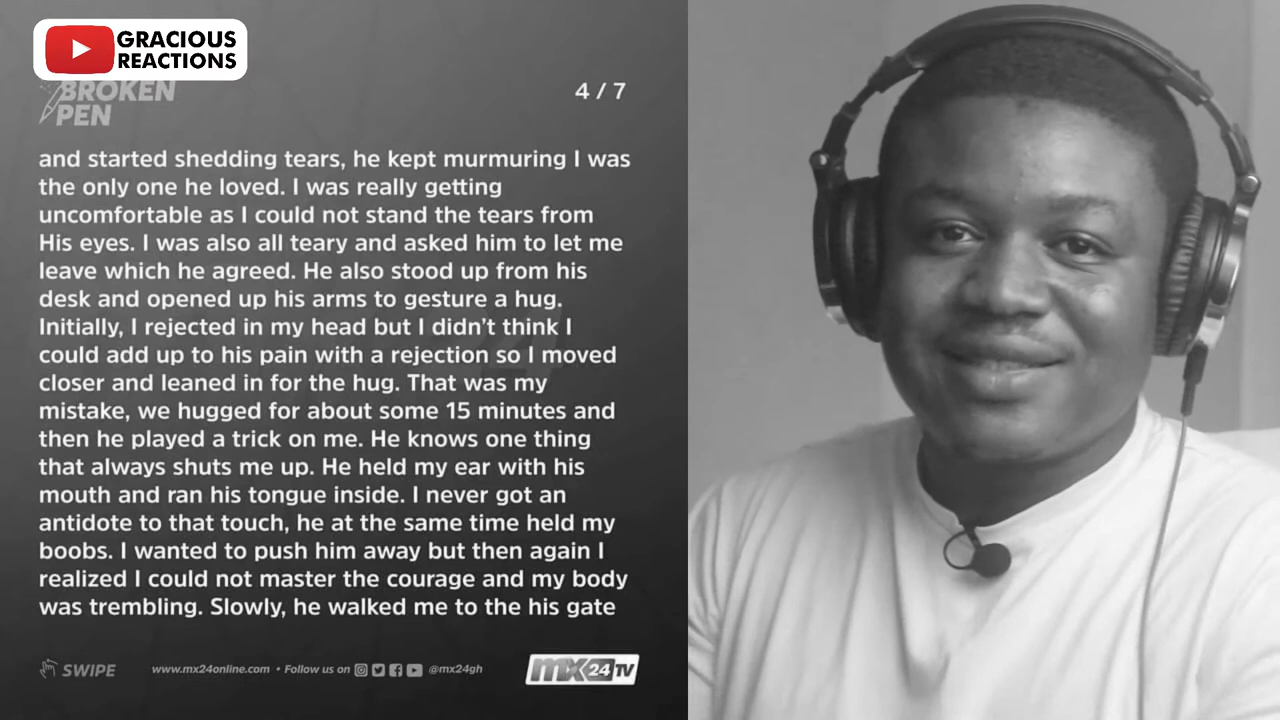 GRACIOUS
REACTIONS
BROKEN
PEN
4 / 7
and started shedding tears, he kept murmuring I was
the only one he loved. I was really getting
uncomfortable as I could not stand the tears from
His eyes. I was also all teary and asked him to let me
leave which he agreed. He also stood up from his
desk and opened up his arms to gesture a hug.
Initially, I rejected in my head but I didn't think I
could add up to his pain with a rejection so I moved
closer and leaned in for the hug. That was my
mistake, we hugged for about some 15 minutes and
then he played a trick on me. He knows one thing
that always shuts me up. He held my ear with his
mouth and ran his tongue inside. I never got an
antidote to that touch, he at the same time held my
boobs. I wanted to push him away but then again I
realized I could not master the courage and my body
was trembling. Slowly, he walked me to the his gate
SWIPE
www.mx24online.com • Follow us on @mx24gh
mx24 TV